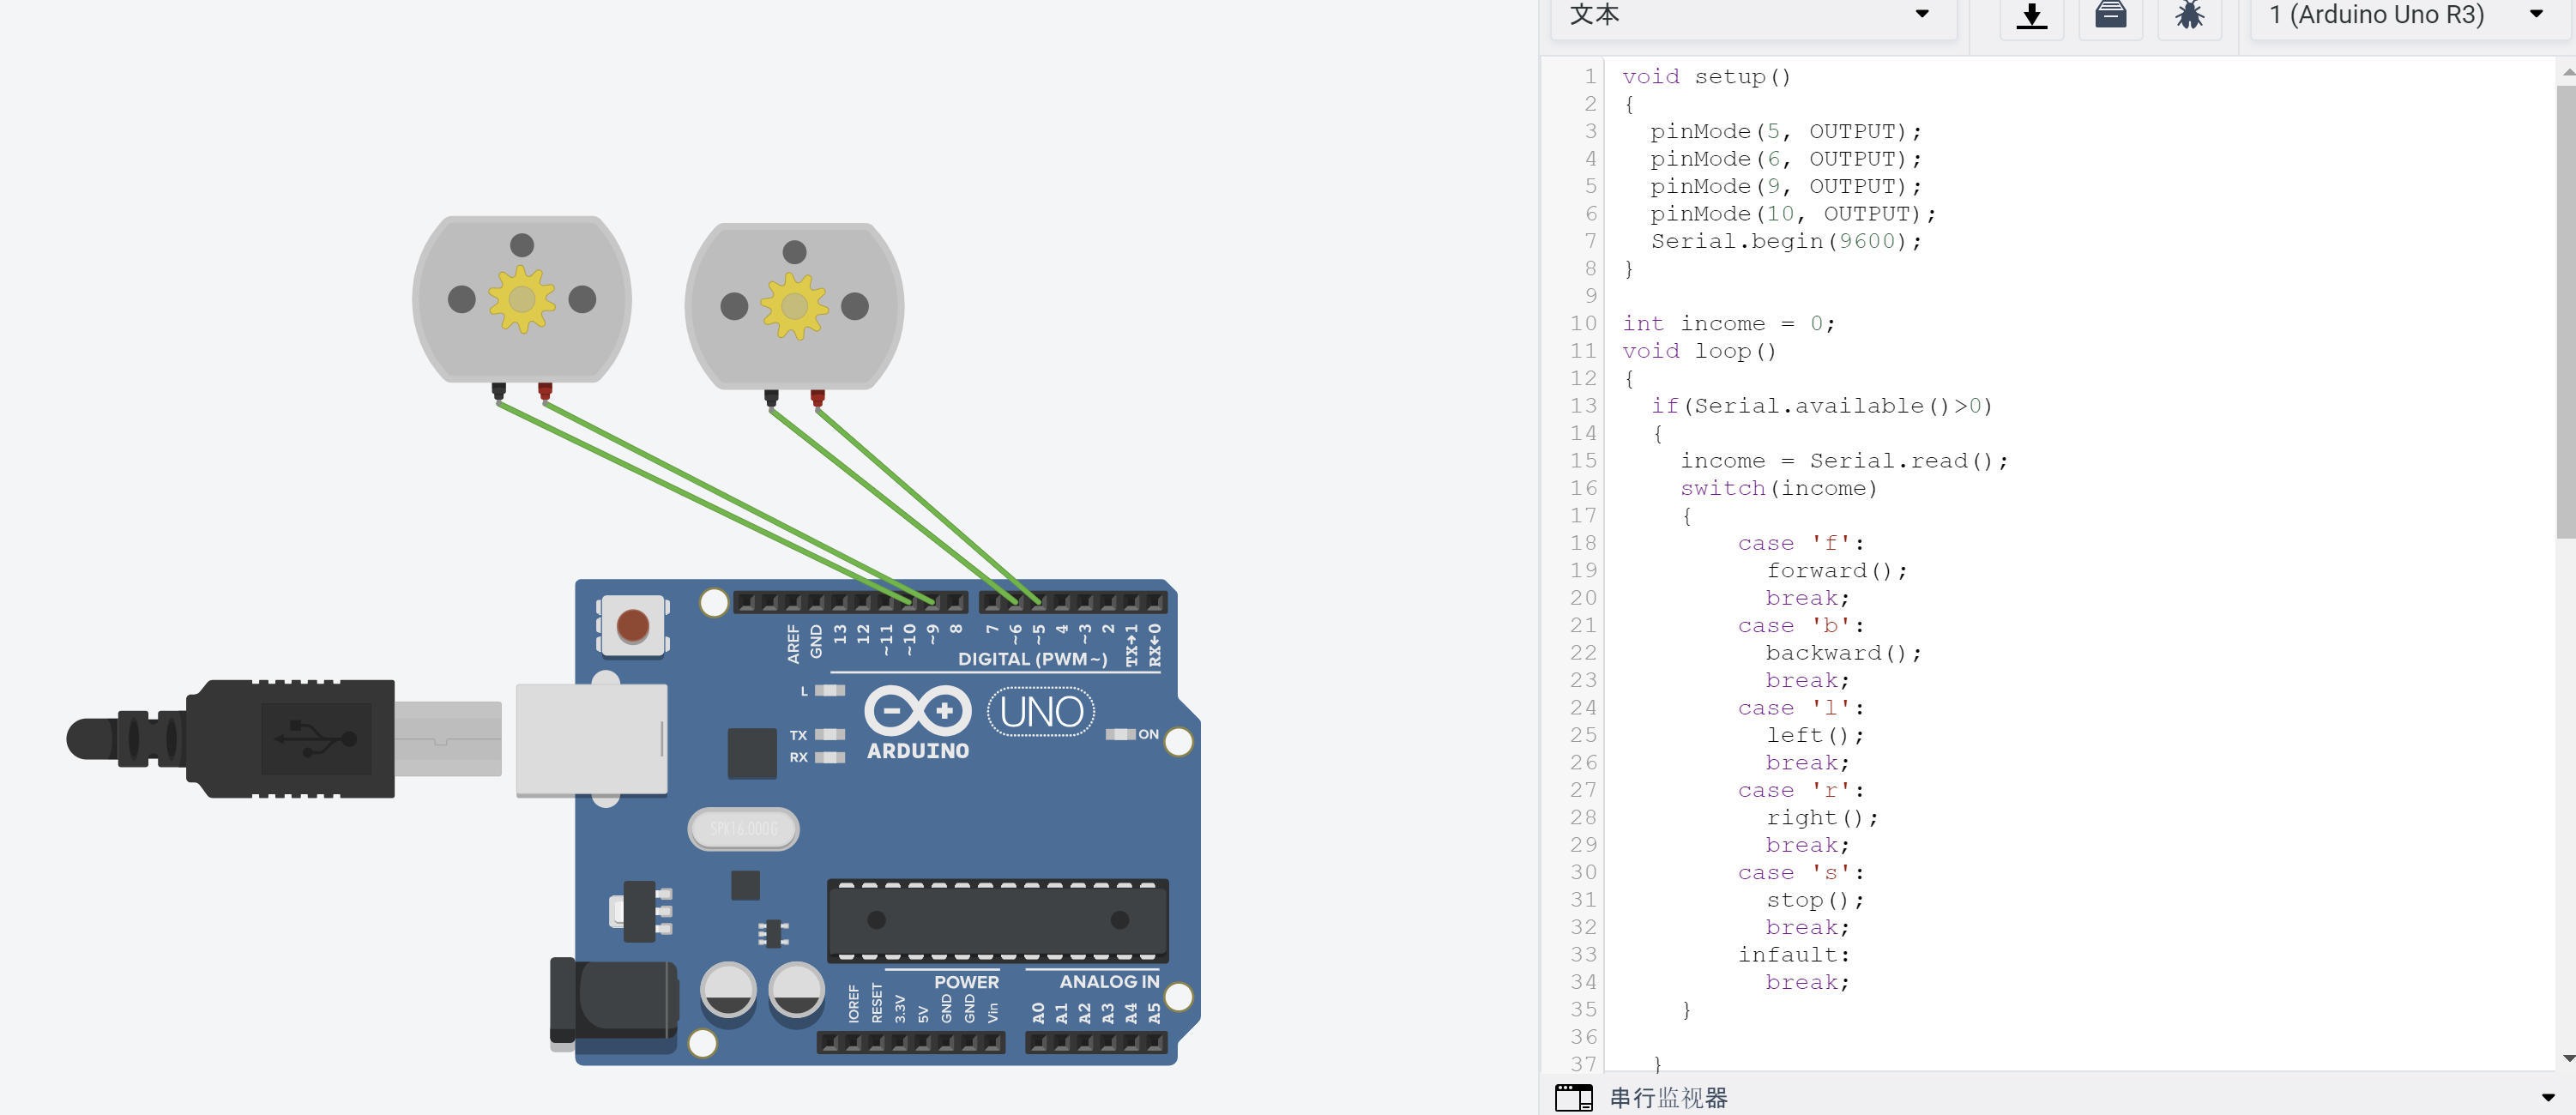 文本
1 (Arduino Uno R3)
1 void setup()
2 {
3 pinMode(5, OUTPUT);
4 pinMode(6, OUTPUT);
5 pinMode(9, OUTPUT);
6 pinMode(10, OUTPUT);
7 Serial.begin(9600);
8 }
9
10 int income = 0;
11 void loop()
12 {
13 if(Serial.available()>0)
14 {
15 income = Serial.read();
16 switch(income)
17 {
18 case 'f':
19 forward();
20 break;
21 case 'b':
22 backward();
23 break;
24 case 'l':
25 left();
26 break;
27 case 'r':
28 right();
29 break;
30 case 's':
31 stop();
32 break;
33 infault:
34 break;
35 }
36
37 }
串行监视器
AREF GND 13 12 ~11 ~10 ~9 8 7 ~6 ~5 4 ~3 2 TX→1 RX←0
DIGITAL (PWM~)
L
TX
RX
UNO
ARDUINO
ON
SPK16.000G
POWER
ANALOG IN
IOREF RESET 3.3V 5V GND GND Vin A0 A1 A2 A3 A4 A5